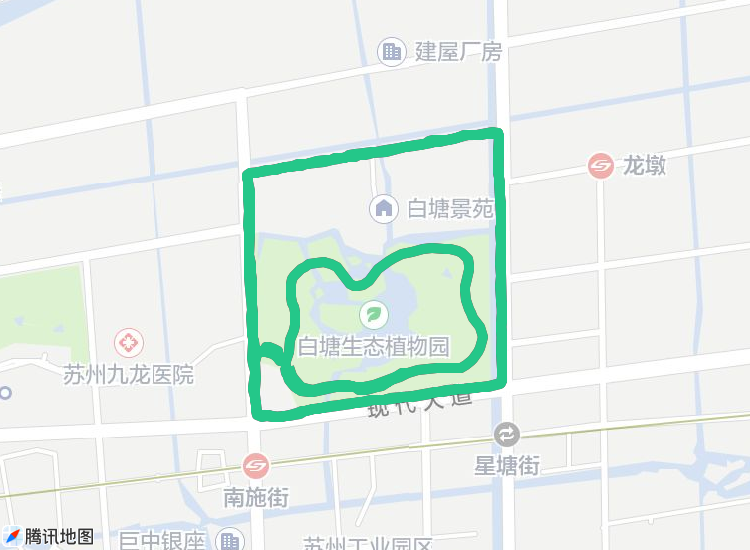 建屋厂房
龙墩
白塘景苑
白塘生态植物园
苏州九龙医院
现代大道
星塘街
南施街
腾讯地图
巨中银座
苏州工业园区